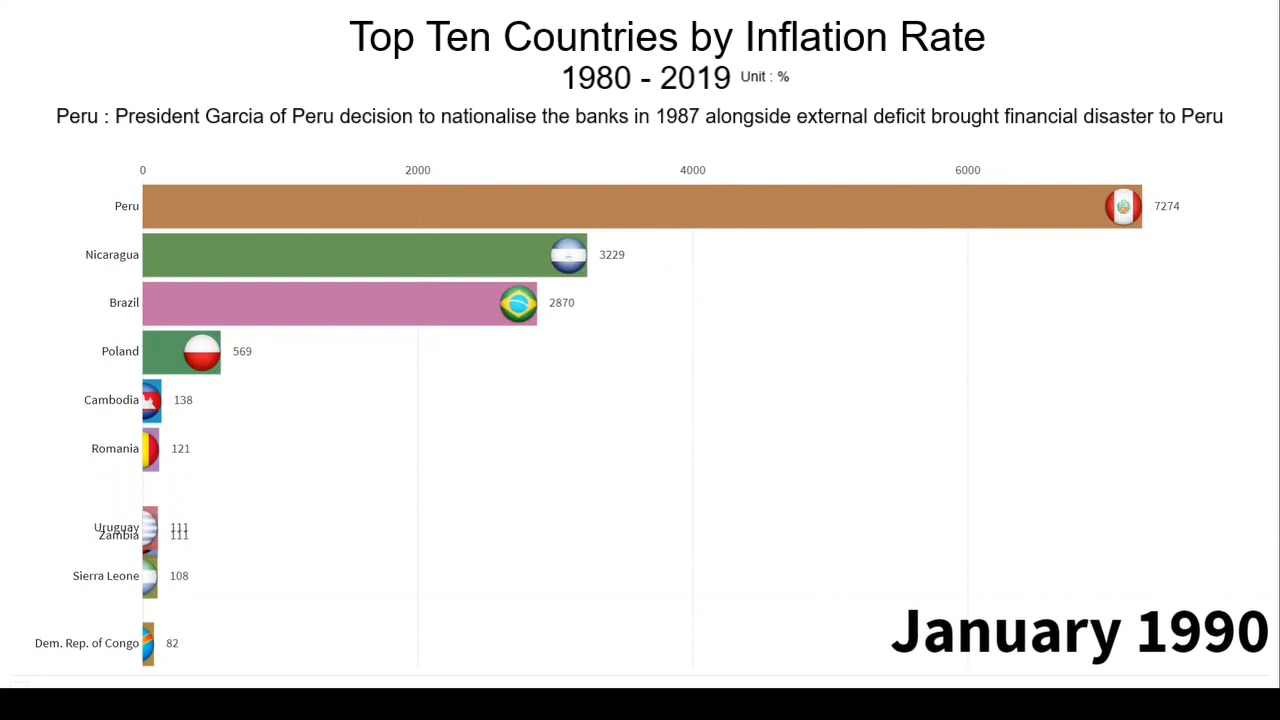 Top Ten Countries by Inflation Rate
1980 - 2019 Unit : %
Peru : President Garcia of Peru decision to nationalise the banks in 1987 alongside external deficit brought financial disaster to Peru
0 2000 4000 6000
Peru 7274
Nicaragua 3229
Brazil 2870
Poland 569
Cambodia 138
Romania 121
Uruguay 111
Zambia 111
Sierra Leone 108
Dem. Rep. of Congo 82
January 1990